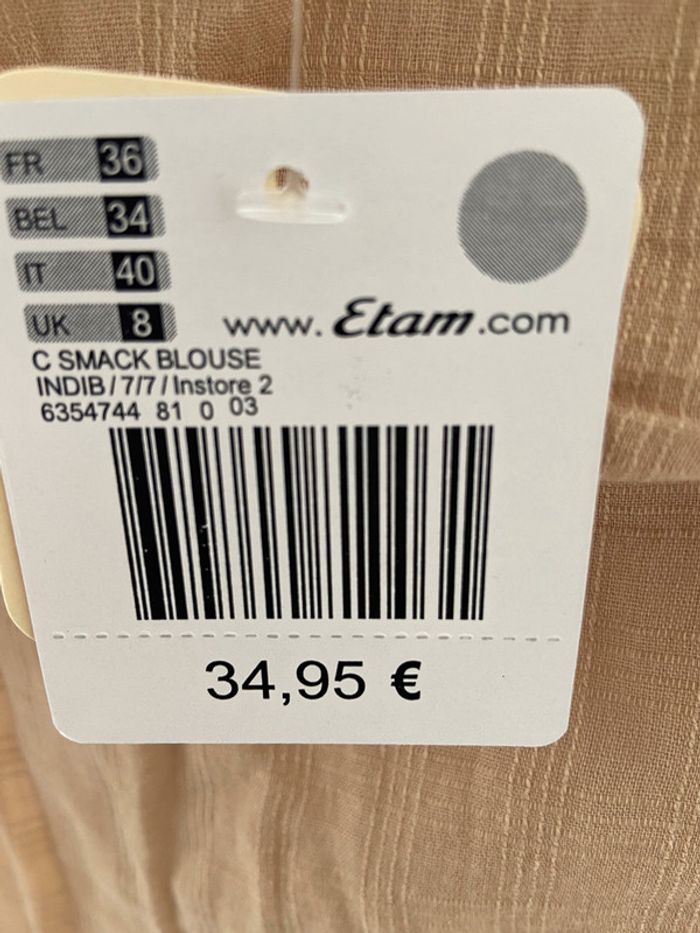 FR 36
BEL 34
IT 40
UK 8
www.Etam.com
C SMACK BLOUSE
INDIB/7/7/Instore 2
6354744 81 0 03
34,95 €